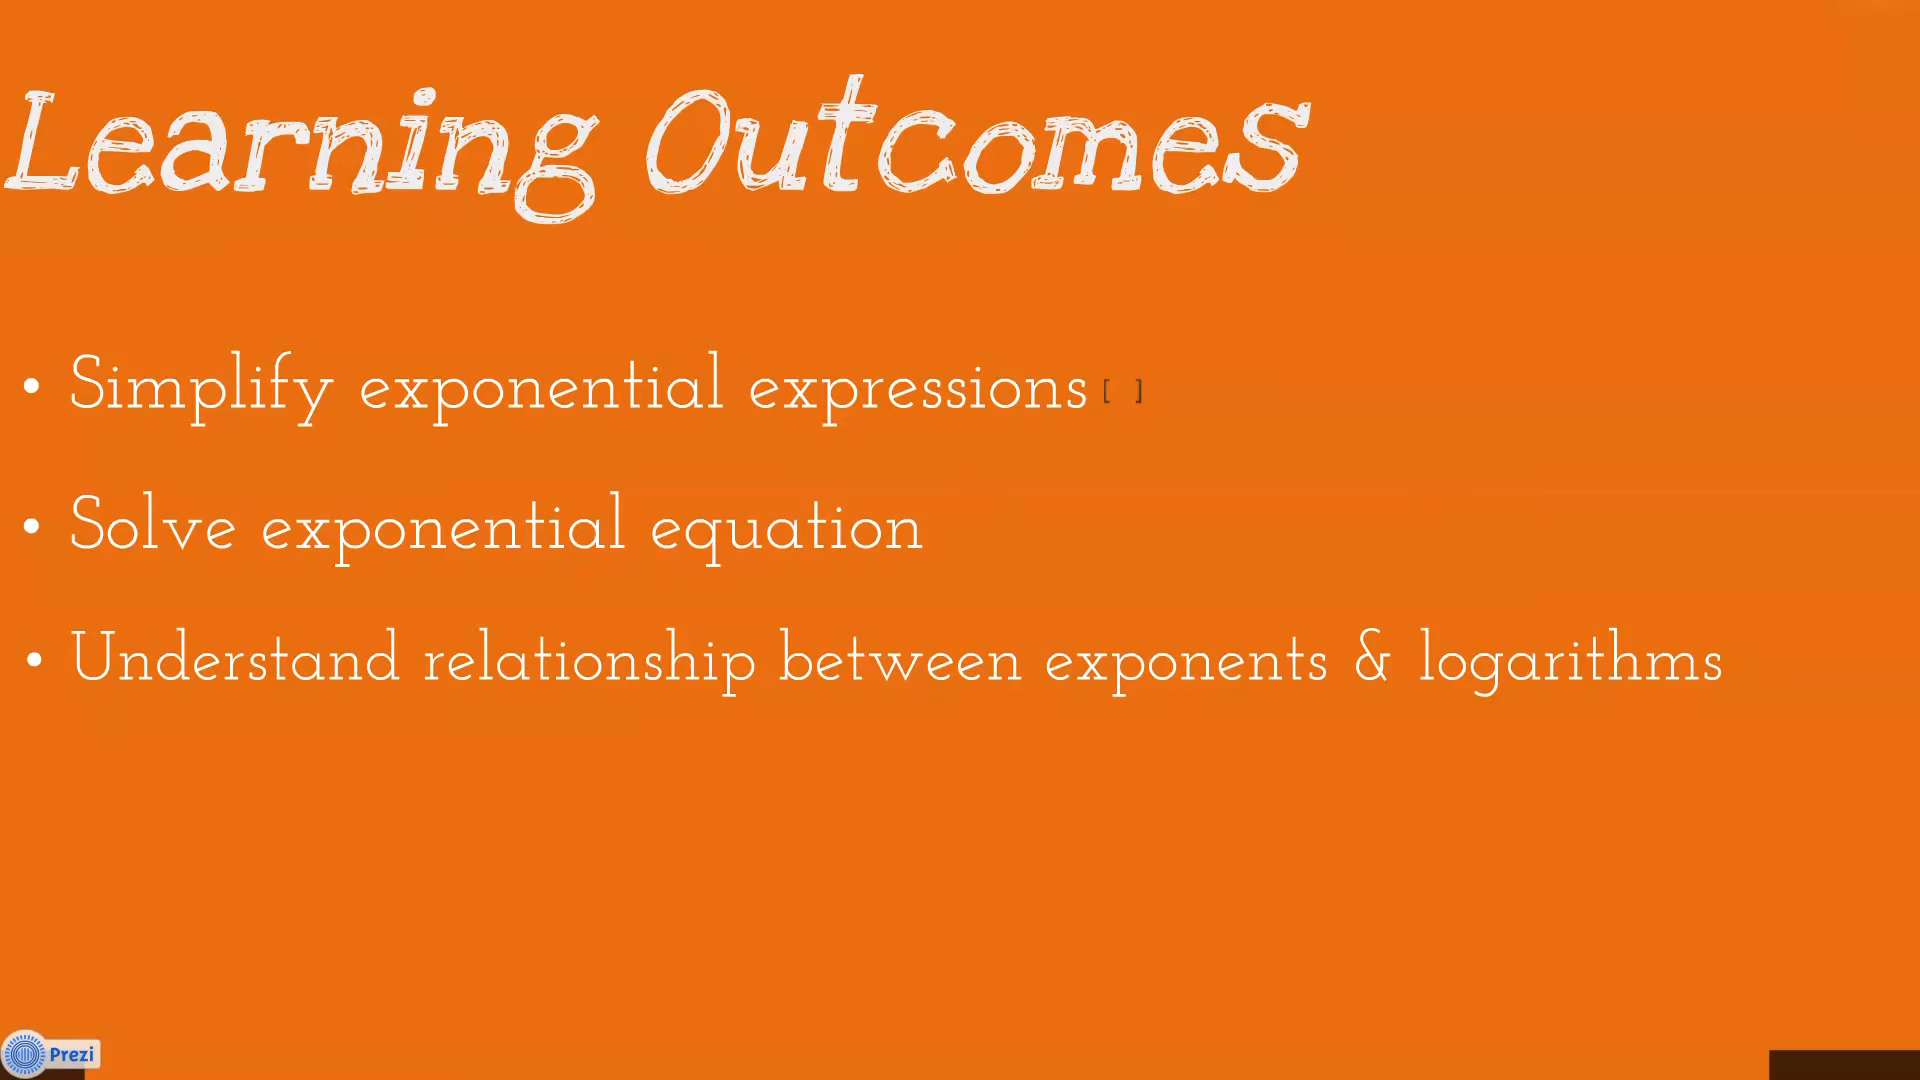 Learning Outcomes
• Simplify exponential expressions [ ]
• Solve exponential equation
• Understand relationship between exponents & logarithms
Prezi